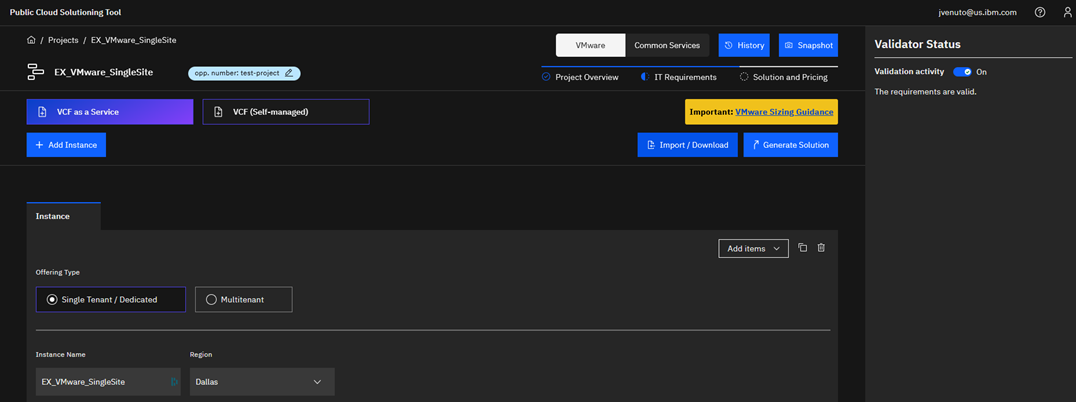 Public Cloud Solutioning Tool
jvenuto@us.ibm.com
/ Projects / EX_VMware_SingleSite
VMware
Common Services
History
Snapshot
EX_VMware_SingleSite
opp. number: test-project
Project Overview
IT Requirements
Solution and Pricing
VCF as a Service
VCF (Self-managed)
Important: VMware Sizing Guidance
+ Add Instance
Import / Download
Generate Solution
Instance
Add items
Offering Type
Single Tenant / Dedicated
Multitenant
Instance Name
Region
EX_VMware_SingleSite
Dallas
Validator Status
Validation activity On
The requirements are valid.